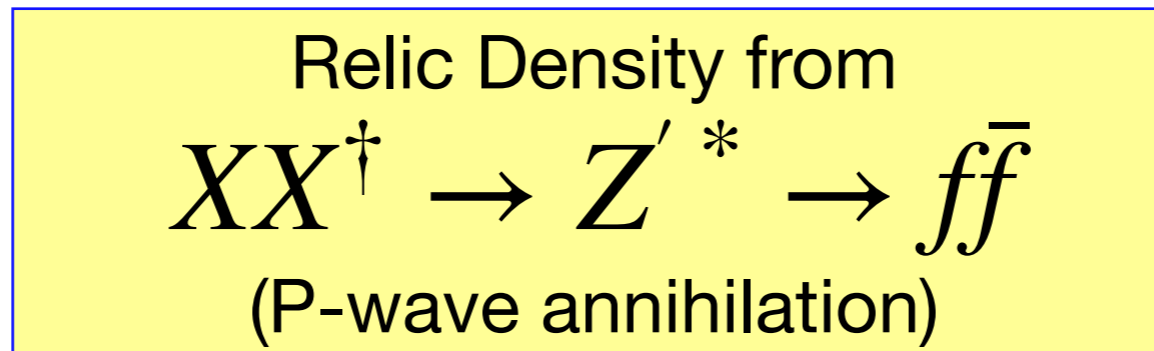 Relic Density from
XX† → Z′* → ff̄
(P-wave annihilation)